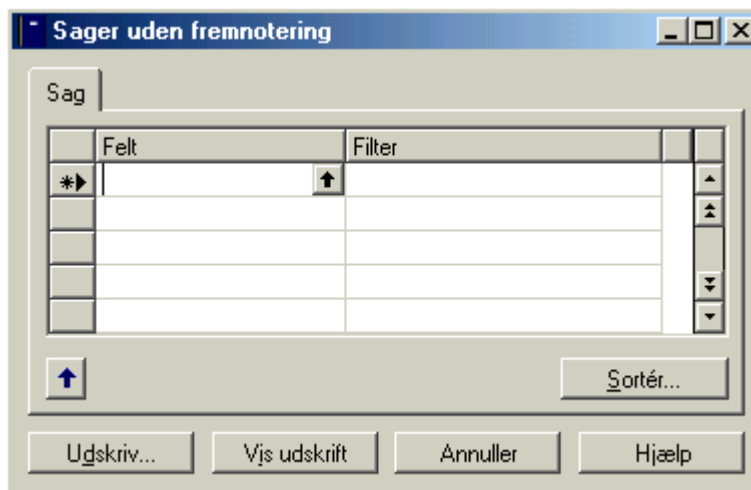 Sager uden fremnotering
Sag
Felt Filter
Sortér...
Udskriv... Vis udskrift Annuller Hjælp